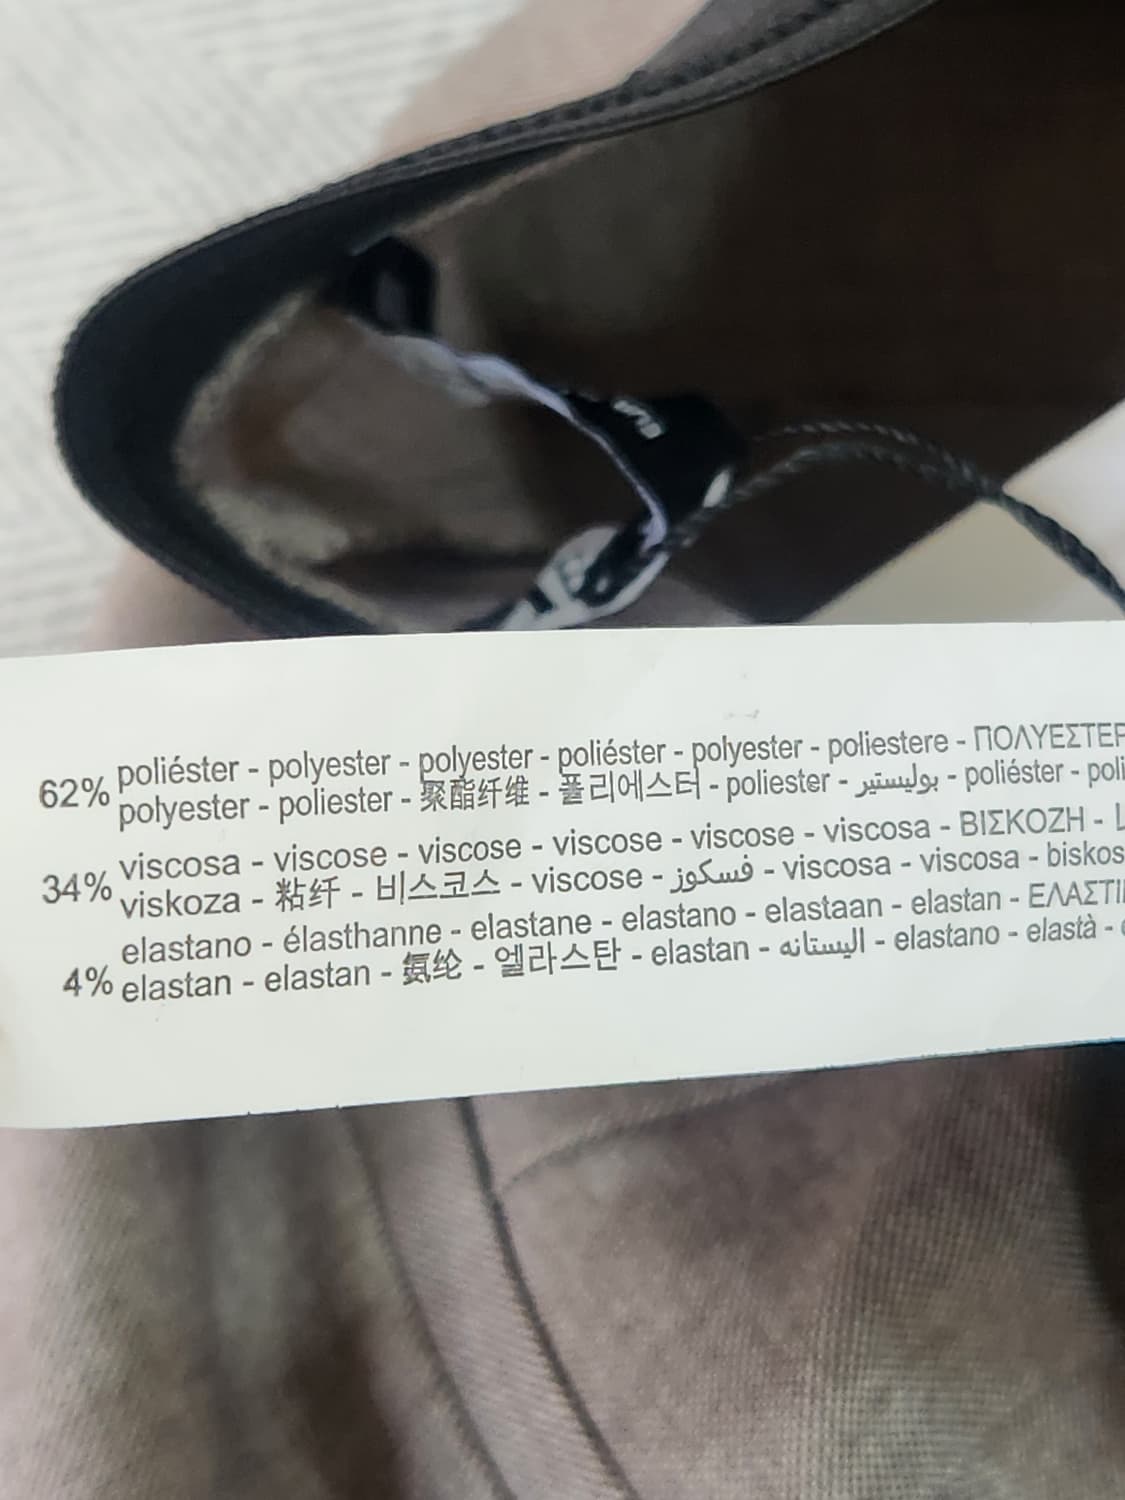 62% poliéster - polyester - polyester - poliéster - polyester - poliestere - ΠΟΛΥΕΣΤΕΡ
polyester - poliester - 聚酯纤维 - 폴리에스터 - poliester - بوليستير - poliéster - poli
34% viscosa - viscose - viscose - viscose - viscose - viscosa - ΒΙΣΚΟΖΗ -
viskoza - 粘纤 - 비스코스 - viscose - فسكوز - viscosa - viscosa - biskos
4% elastano - élasthanne - elastane - elastano - elastaan - elastan - ΕΛΑΣΤΙ
elastan - elastan - 氨纶 - 엘라스탄 - elastan - اليستانه - elastano - elastà -